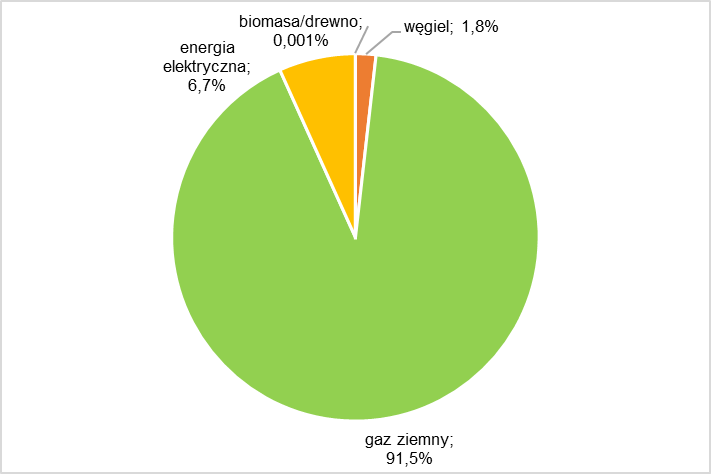 biomasa/drewno;
0,001%
węgiel; 1,8%
energia
elektryczna;
6,7%
gaz ziemny;
91,5%